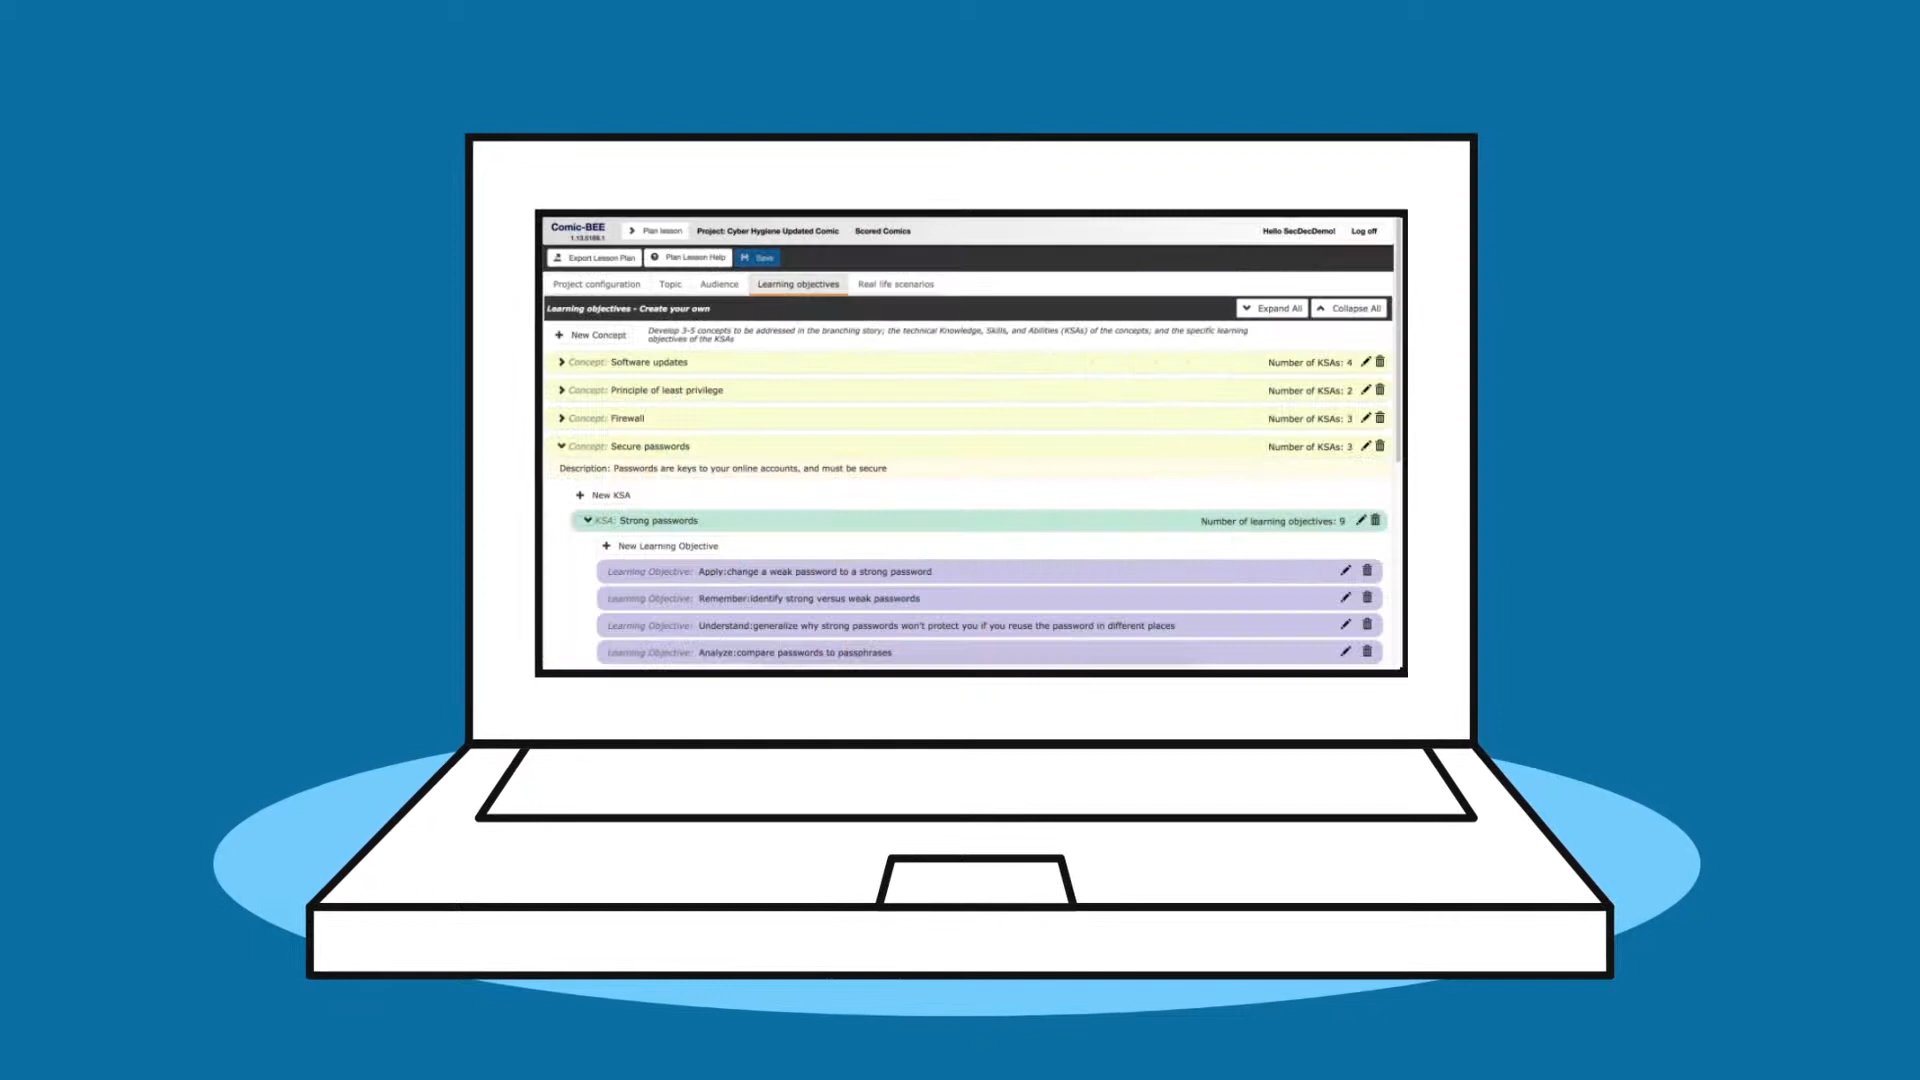 Comic-BEE
1.13.5186.1
Plan lesson
Project: Cyber Hygiene Updated Comic
Scored Comics
Hello SecDecDemo!
Log off
Export Lesson Plan
Plan Lesson Help
Save
Project configuration
Topic
Audience
Learning objectives
Real life scenarios
Learning objectives - Create your own
Expand All
Collapse All
New Concept
Develop 3-5 concepts to be addressed in the branching story; the technical Knowledge, Skills, and Abilities (KSAs) of the concepts; and the specific learning
objectives of the KSAs
Concept: Software updates
Number of KSAs: 4
Concept: Principle of least privilege
Number of KSAs: 2
Concept: Firewall
Number of KSAs: 3
Concept: Secure passwords
Number of KSAs: 3
Description: Passwords are keys to your online accounts, and must be secure
New KSA
KSA: Strong passwords
Number of learning objectives: 9
New Learning Objective
Learning Objective: Apply:change a weak password to a strong password
Learning Objective: Remember:identify strong versus weak passwords
Learning Objective: Understand:generalize why strong passwords won't protect you if you reuse the password in different places
Learning Objective: Analyze:compare passwords to passphrases